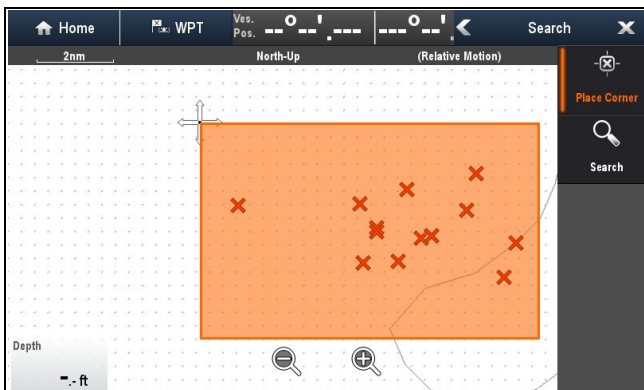 Home
WPT
Ves.
Pos.
--°--'.---
---°--'.
Search
2nm
North-Up
(Relative Motion)
Place Corner
Search
Depth
-.- ft